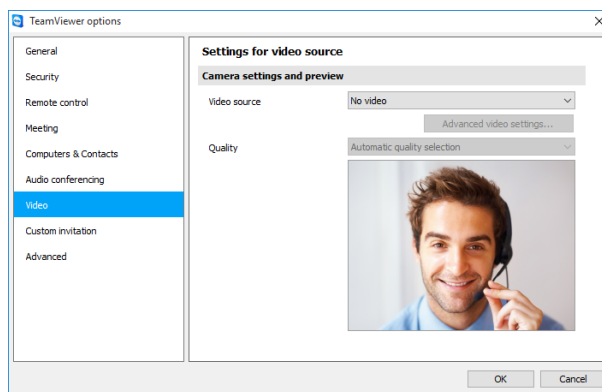 TeamViewer options
General
Security
Remote control
Meeting
Computers & Contacts
Audio conferencing
Video
Custom invitation
Advanced
Settings for video source
Camera settings and preview
Video source No video
Advanced video settings...
Quality Automatic quality selection
OK Cancel